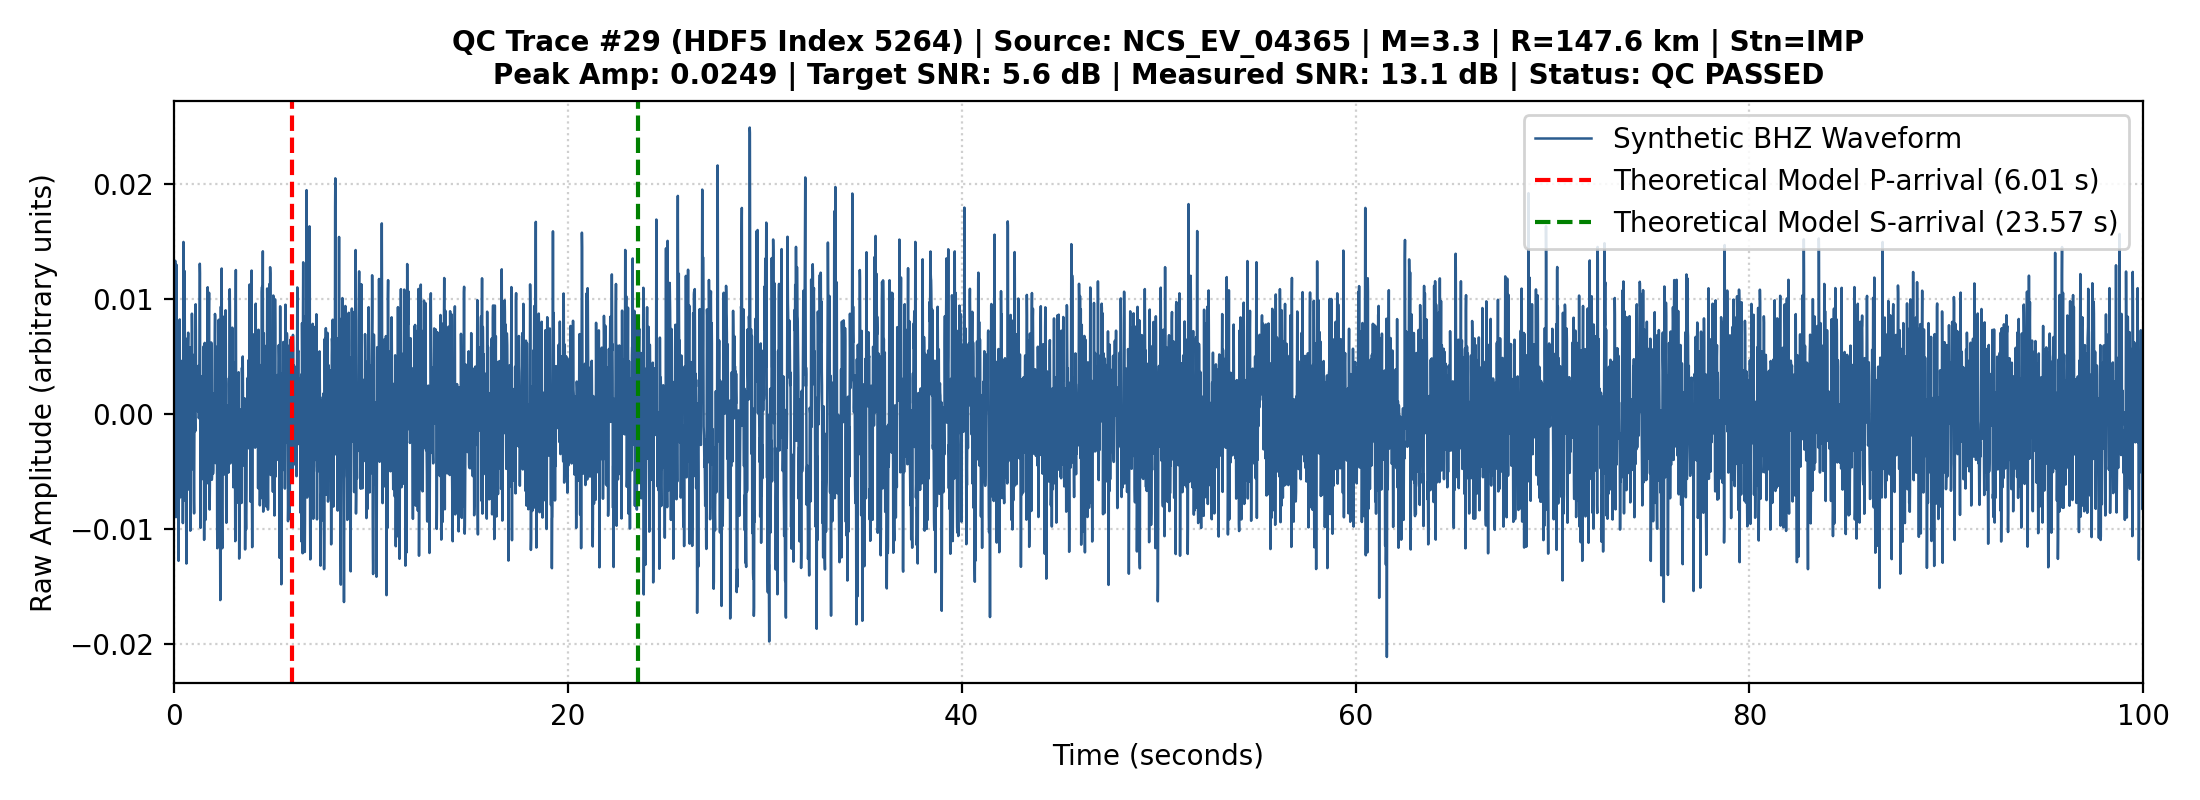 QC Trace #29 (HDF5 Index 5264) | Source: NCS_EV_04365 | M=3.3 | R=147.6 km | Stn=IMP
Peak Amp: 0.0249 | Target SNR: 5.6 dB | Measured SNR: 13.1 dB | Status: QC PASSED
Synthetic BHZ Waveform
Theoretical Model P-arrival (6.01 s)
Theoretical Model S-arrival (23.57 s)
Raw Amplitude (arbitrary units)
0.02
0.01
0.00
−0.01
−0.02
0 20 40 60 80 100
Time (seconds)